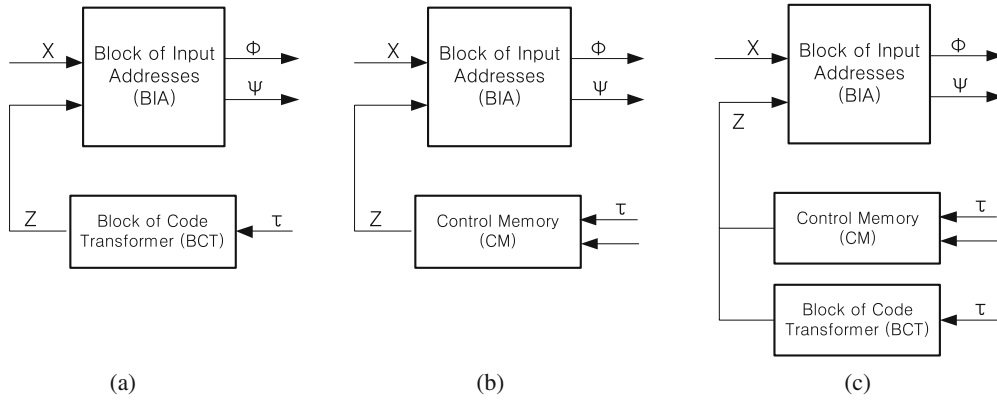 X
Block of Input
Addresses
(BIA)
Φ
Ψ
Z
Block of Code
Transformer (BCT)
τ
(a)
X
Block of Input
Addresses
(BIA)
Φ
Ψ
Z
Control Memory
(CM)
τ
(b)
X
Block of Input
Addresses
(BIA)
Φ
Ψ
Z
Control Memory
(CM)
τ
Block of Code
Transformer (BCT)
τ
(c)